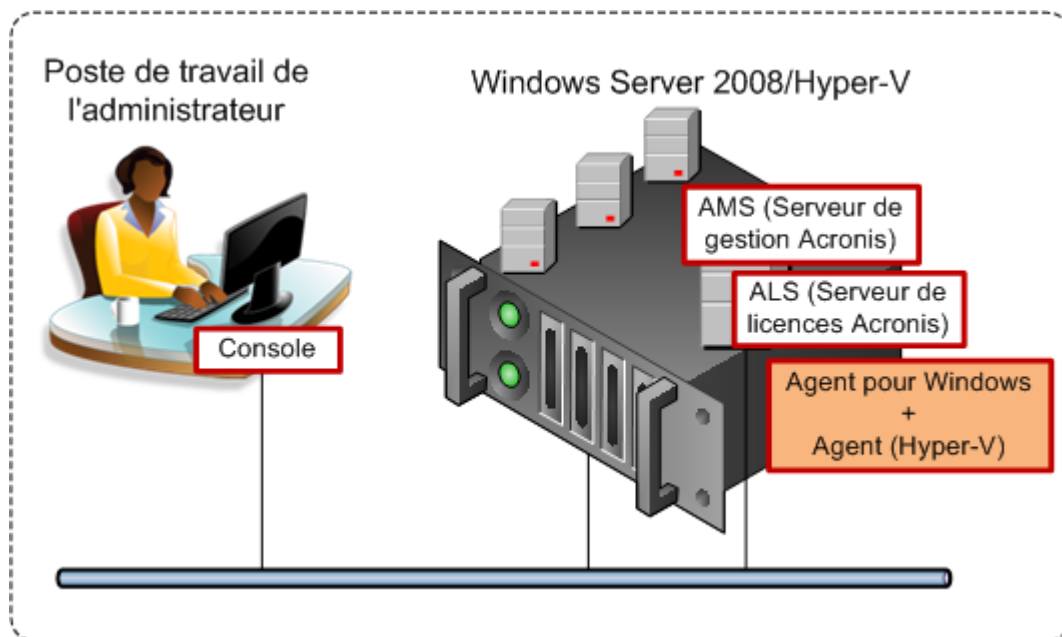 Poste de travail de
l'administrateur
Windows Server 2008/Hyper-V
AMS (Serveur de
gestion Acronis)
ALS (Serveur de
licences Acronis)
Console
Agent pour Windows
+
Agent (Hyper-V)